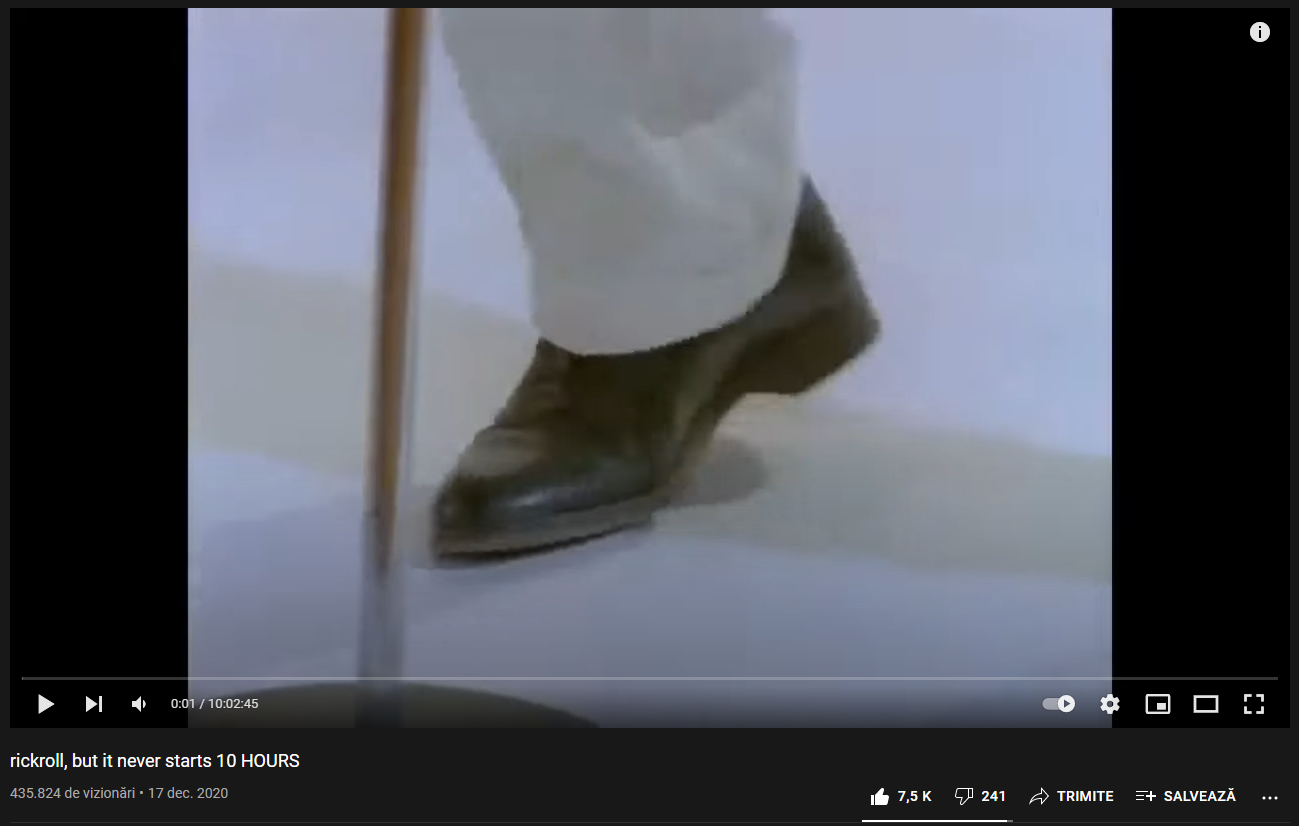 0:01 / 10:02:45
rickroll, but it never starts 10 HOURS
435.824 de vizionări • 17 dec. 2020
7,5 K 241 TRIMITE SALVEAZĂ